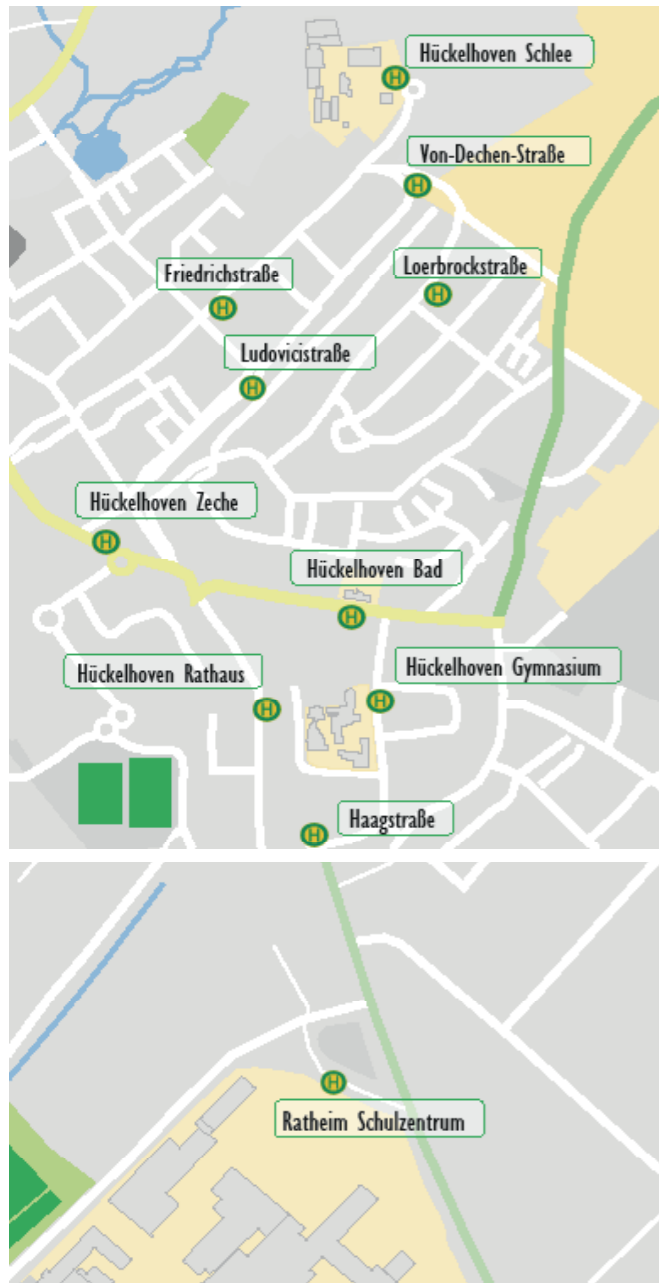 Hückelhoven Schlee
H
Von-Dechen-Straße
H
Loerbrockstraße
H
Friedrichstraße
H
Ludovicistraße
H
Hückelhoven Zeche
H
Hückelhoven Bad
H
Hückelhoven Gymnasium
H
Hückelhoven Rathaus
H
Haagstraße
H
H
Ratheim Schulzentrum